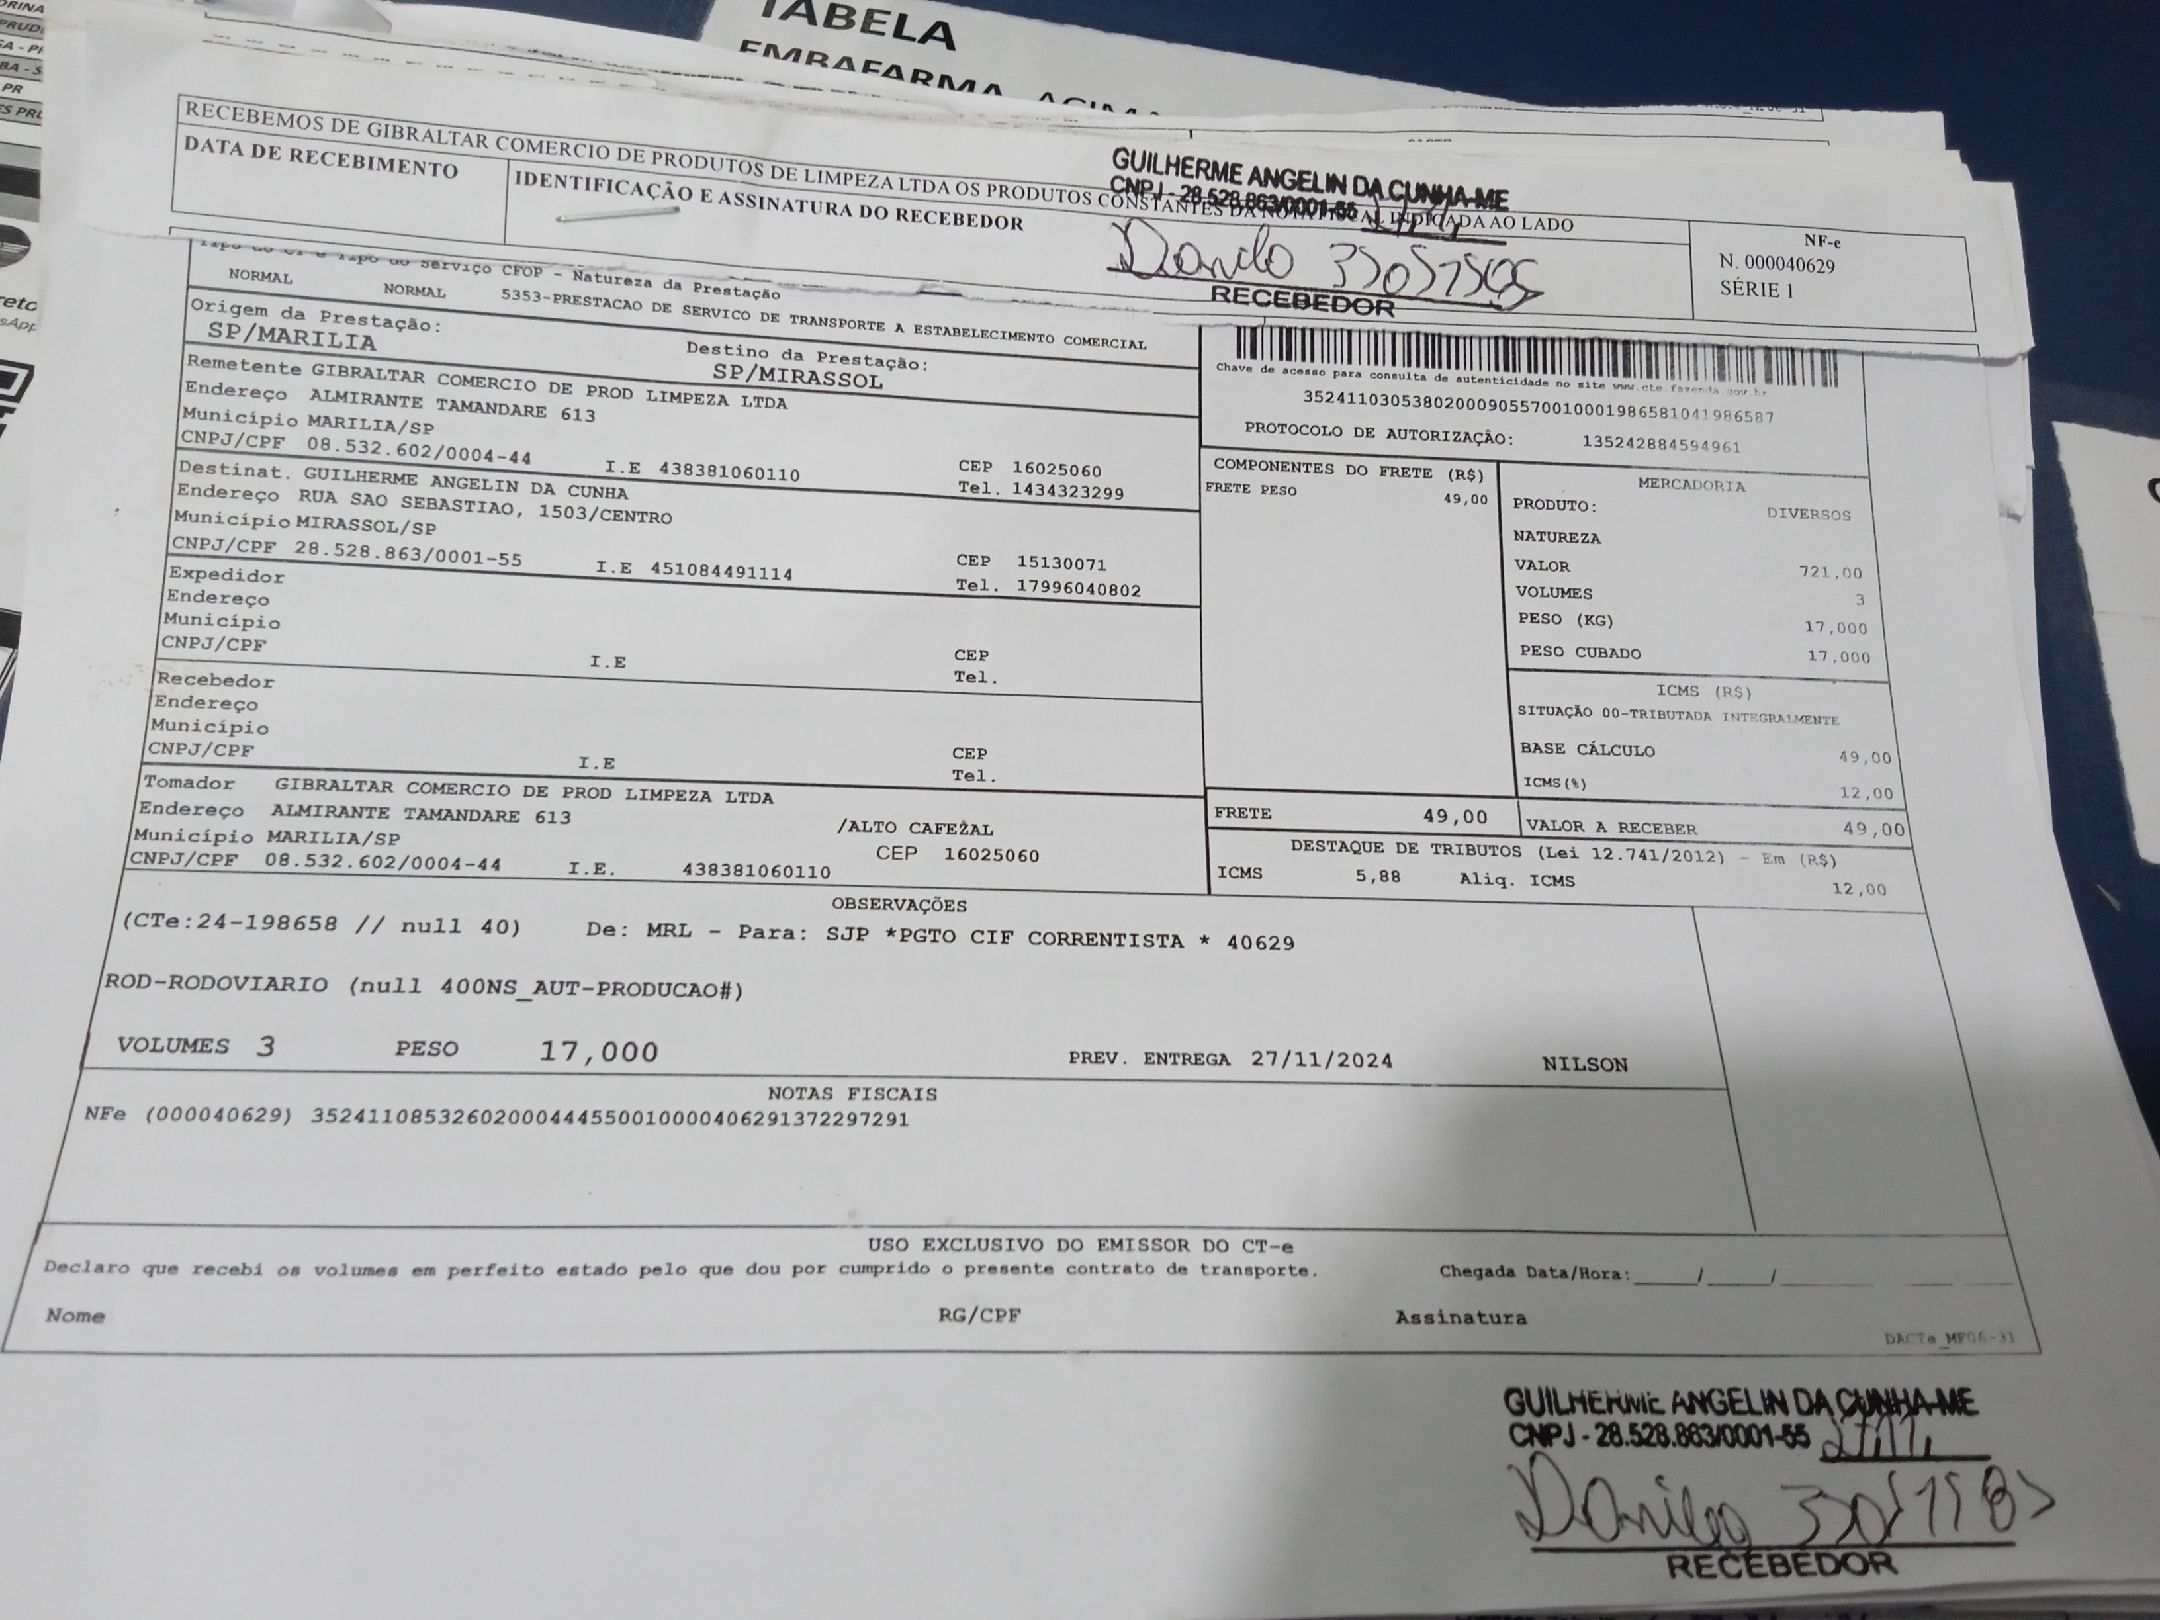 TABELA
EMBAFARMA ACIMA
RECEBEMOS DE GIBRALTAR COMERCIO DE PRODUTOS DE LIMPEZA LTDA OS PRODUTOS CONSTANTES DA NOTA FISCAL INDICADA AO LADO
DATA DE RECEBIMENTO
IDENTIFICAÇÃO E ASSINATURA DO RECEBEDOR
GUILHERME ANGELIN DA CUNHA-ME
CNPJ - 28.528.863/0001-55
Danilo
RECEBEDOR
NF-e
N. 000040629
SÉRIE 1
Tipo do CT e Tipo do Serviço CFOP - Natureza da Prestação
NORMAL NORMAL 5353-PRESTACAO DE SERVICO DE TRANSPORTE A ESTABELECIMENTO COMERCIAL
Origem da Prestação: Destino da Prestação:
SP/MARILIA SP/MIRASSOL
Remetente GIBRALTAR COMERCIO DE PROD LIMPEZA LTDA
Endereço ALMIRANTE TAMANDARE 613
Município MARILIA/SP CEP 16025060
CNPJ/CPF 08.532.602/0004-44 I.E 438381060110 Tel. 1434323299
Destinat. GUILHERME ANGELIN DA CUNHA
Endereço RUA SAO SEBASTIAO, 1503/CENTRO
Município MIRASSOL/SP CEP 15130071
CNPJ/CPF 28.528.863/0001-55 I.E 451084491114 Tel. 17996040802
Expedidor
Endereço
Município CEP
CNPJ/CPF I.E Tel.
Recebedor
Endereço
Município CEP
CNPJ/CPF I.E Tel.
Tomador GIBRALTAR COMERCIO DE PROD LIMPEZA LTDA
Endereço ALMIRANTE TAMANDARE 613 /ALTO CAFEZAL
Município MARILIA/SP CEP 16025060
CNPJ/CPF 08.532.602/0004-44 I.E. 438381060110
Chave de acesso para consulta de autenticidade no site www.cte.fazenda.gov.br
35241103053802000905570010001986581041986587
PROTOCOLO DE AUTORIZAÇÃO: 135242884594961
COMPONENTES DO FRETE (R$)
FRETE PESO 49,00
MERCADORIA
PRODUTO: DIVERSOS
NATUREZA
VALOR 721,00
VOLUMES 3
PESO (KG) 17,000
PESO CUBADO 17,000
ICMS (R$)
SITUAÇÃO 00-TRIBUTADA INTEGRALMENTE
BASE CÁLCULO 49,00
ICMS(%) 12,00
FRETE 49,00 VALOR A RECEBER 49,00
DESTAQUE DE TRIBUTOS (Lei 12.741/2012) - Em (R$)
ICMS 5,88 Aliq. ICMS 12,00
OBSERVAÇÕES
(CTe:24-198658 // null 40) De: MRL - Para: SJP *PGTO CIF CORRENTISTA * 40629
ROD-RODOVIARIO (null 400NS_AUT-PRODUCAO#)
VOLUMES 3 PESO 17,000 PREV. ENTREGA 27/11/2024 NILSON
NOTAS FISCAIS
NFe (000040629) 35241108532602000444550010000406291372297291
USO EXCLUSIVO DO EMISSOR DO CT-e
Declaro que recebi os volumes em perfeito estado pelo que dou por cumprido o presente contrato de transporte. Chegada Data/Hora:____/____/
Nome RG/CPF Assinatura
DACTe_MF06-31
GUILHERME ANGELIN DA CUNHA-ME
CNPJ - 28.528.863/0001-55
Danilo
RECEBEDOR